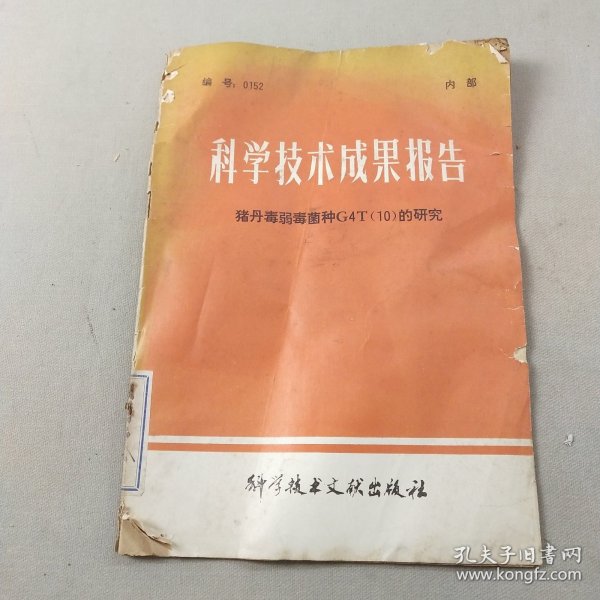 编号：0152 内部
科学技术成果报告
猪丹毒弱毒菌种G4T(10)的研究
科学技术文献出版社
孔夫子旧书网
www.kongfz.com